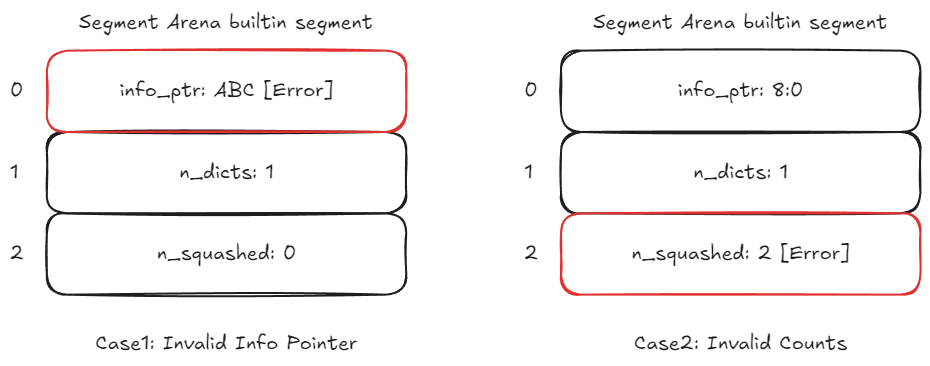 Segment Arena builtin segment
0
info_ptr: ABC [Error]
1
n_dicts: 1
2
n_squashed: 0
Case1: Invalid Info Pointer
Segment Arena builtin segment
0
info_ptr: 8:0
1
n_dicts: 1
2
n_squashed: 2 [Error]
Case2: Invalid Counts